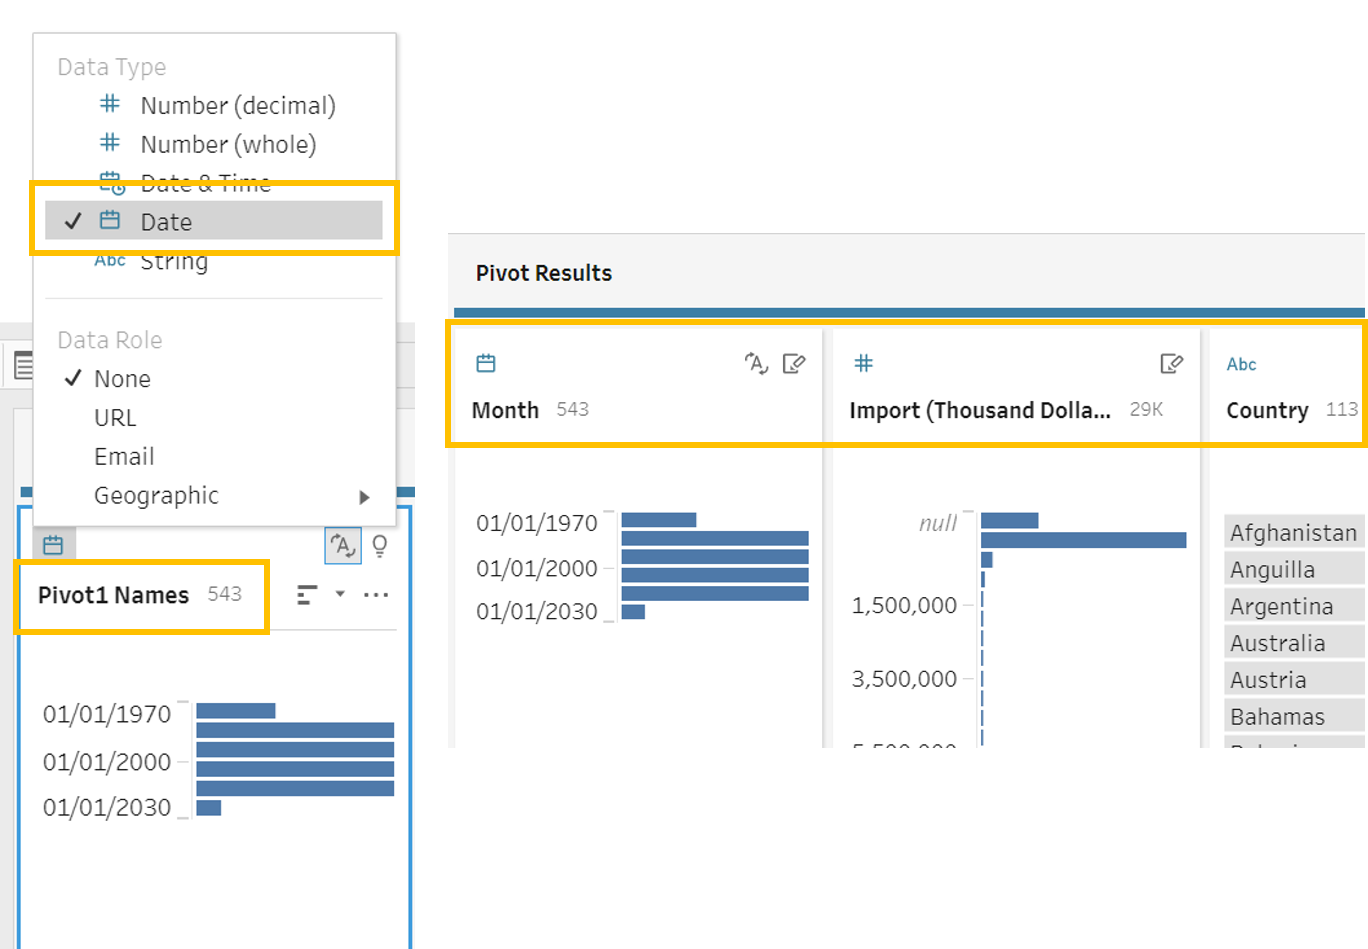 Data Type
Number (decimal)
Number (whole)
Date & Time
Date
Abc String
Data Role
None
URL
Email
Geographic
Pivot1 Names 543
01/01/1970
01/01/2000
01/01/2030
Pivot Results
Month 543
01/01/1970
01/01/2000
01/01/2030
Import (Thousand Dolla... 29K
null
1,500,000
3,500,000
Abc
Country 113
Afghanistan
Anguilla
Argentina
Australia
Austria
Bahamas